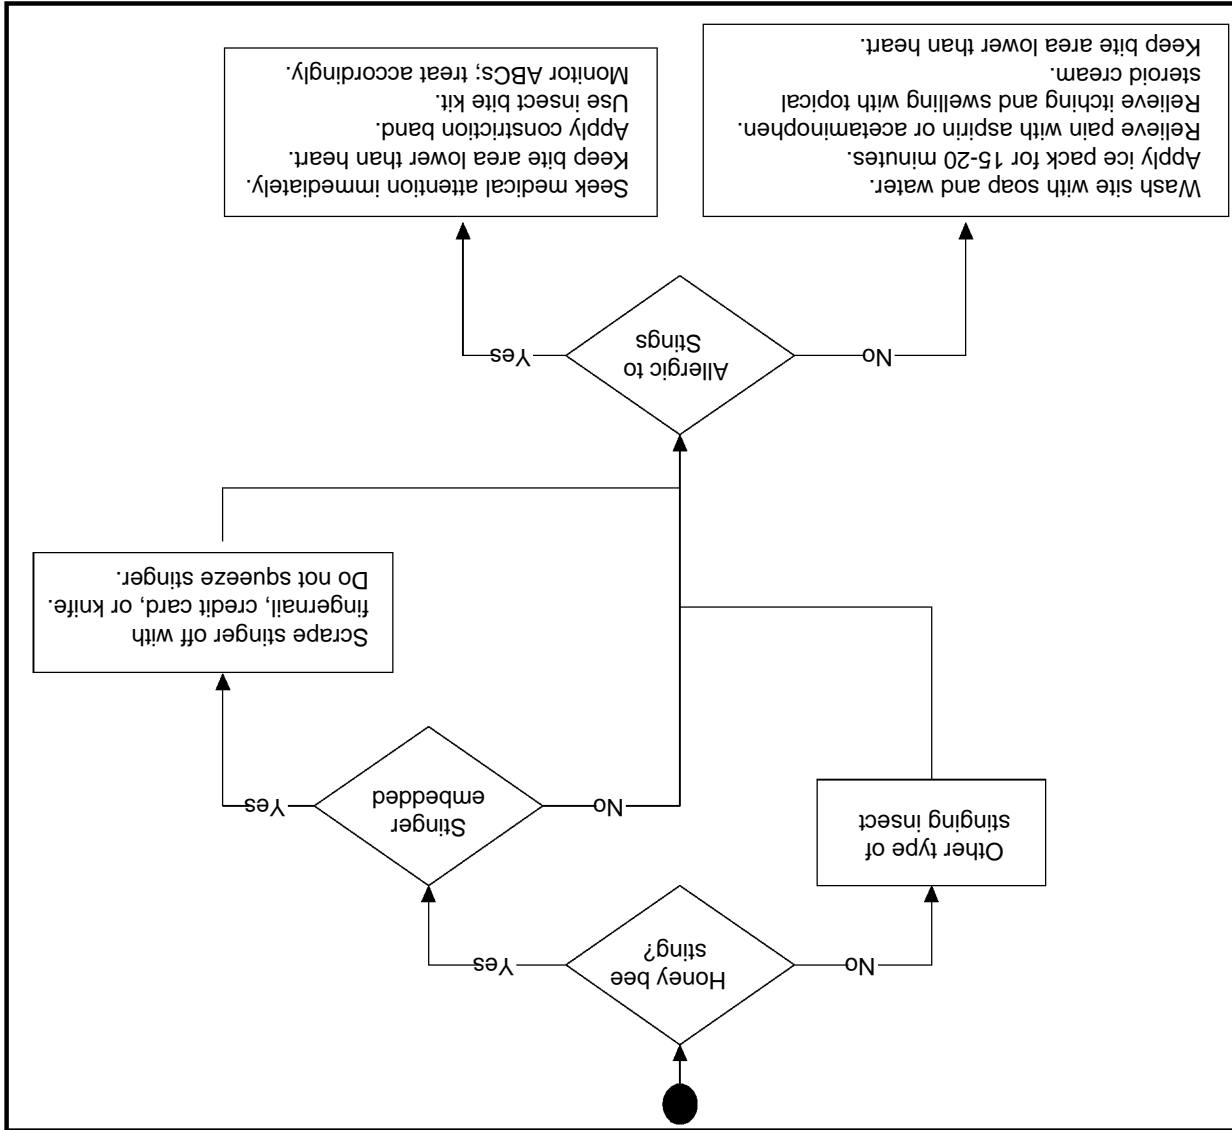 Honey bee
sting?
No
Yes
Other type of
stinging insect
Stinger
embedded
No
Yes
Scrape stinger off with
fingernail, credit card, or knife.
Do not squeeze stinger.
Allergic to
Stings
No
Yes
Wash site with soap and water.
Apply ice pack for 15-20 minutes.
Relieve pain with aspirin or acetaminophen.
Relieve itching and swelling with topical
steroid cream.
Keep bite area lower than heart.
Seek medical attention immediately.
Keep bite area lower than heart.
Apply constriction band.
Use insect bite kit.
Monitor ABCs; treat accordingly.